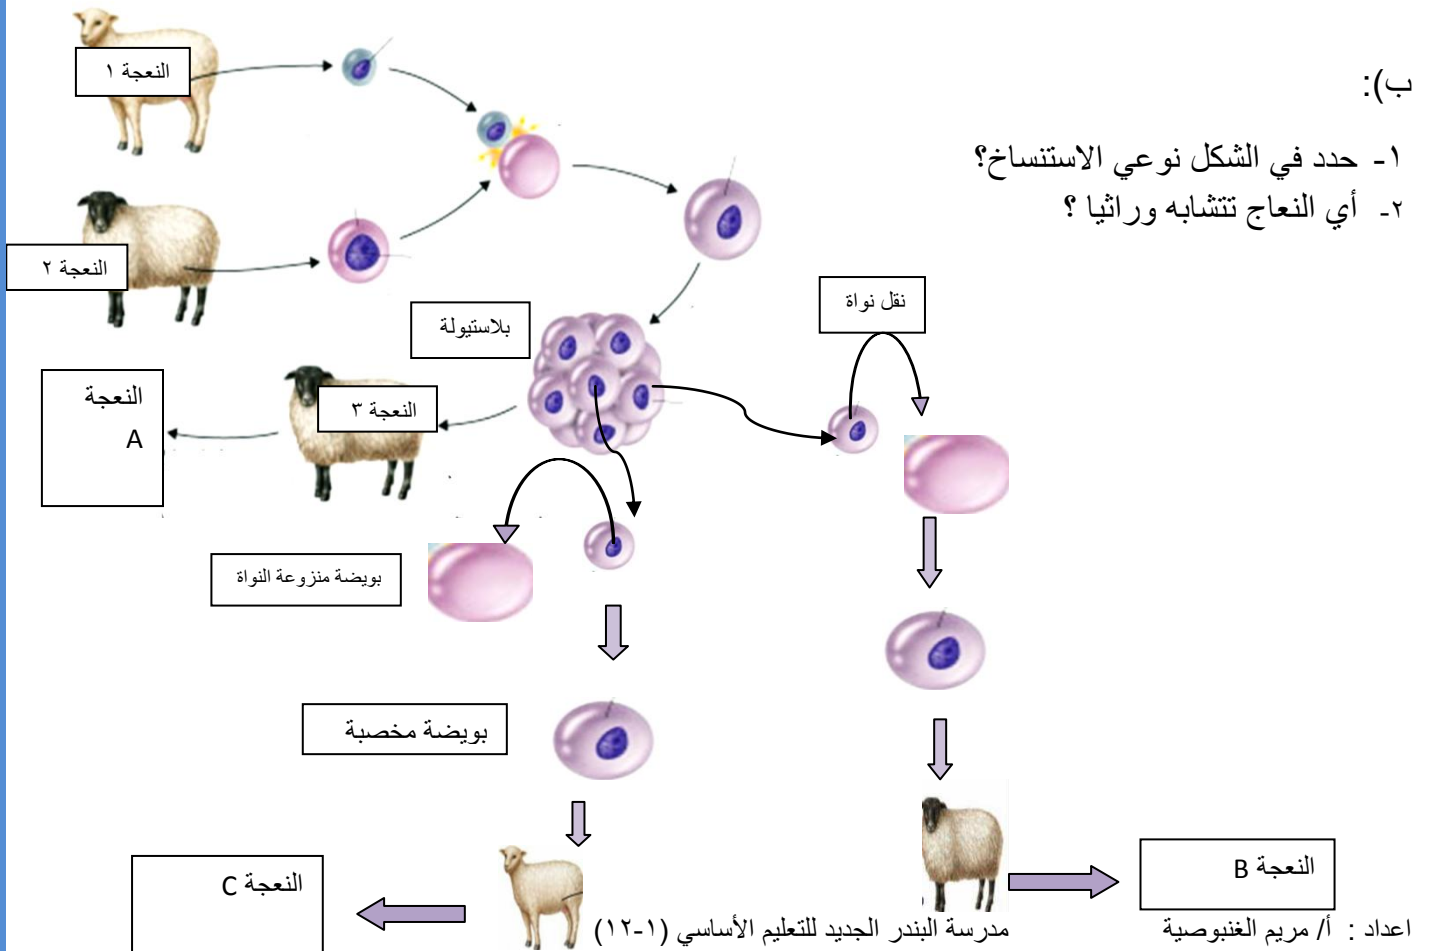 ب):
١- حدد في الشكل نوعي الاستنساخ؟
٢- أي النعاج تتشابه وراثيا ؟
النعجة ١
النعجة ٢
نقل نواة
بلاستيولة
النعجة ٣
النعجة
A
بويضة منزوعة النواة
بويضة مخصبة
النعجة B
النعجة C
اعداد : أ/ مريم الغنبوصية
مدرسة البندر الجديد للتعليم الأساسي (١-١٢)